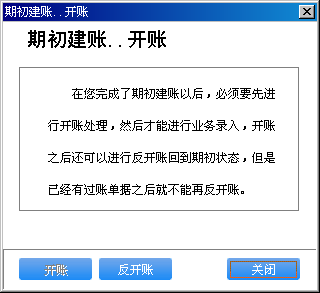 期初建账..开账
期初建账..开账
在您完成了期初建账以后，必须要先进
行开账处理，然后才能进行业务录入，开账
之后还可以进行反开账回到期初状态，但是
已经有过账单据之后就不能再反开账。
开账 反开账 关闭